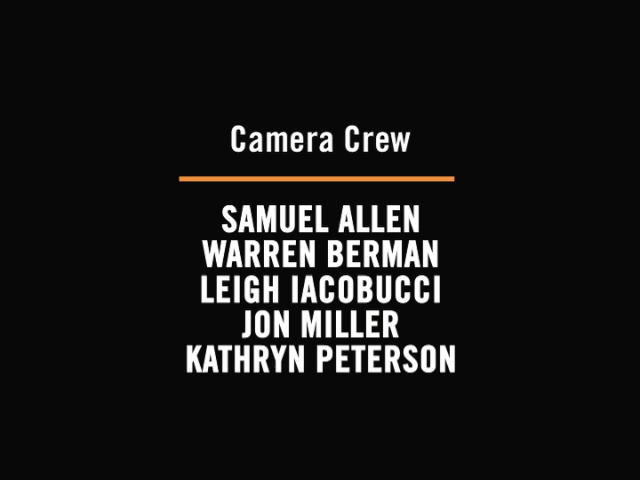 Camera Crew
SAMUEL ALLEN
WARREN BERMAN
LEIGH IACOBUCCI
JON MILLER
KATHRYN PETERSON